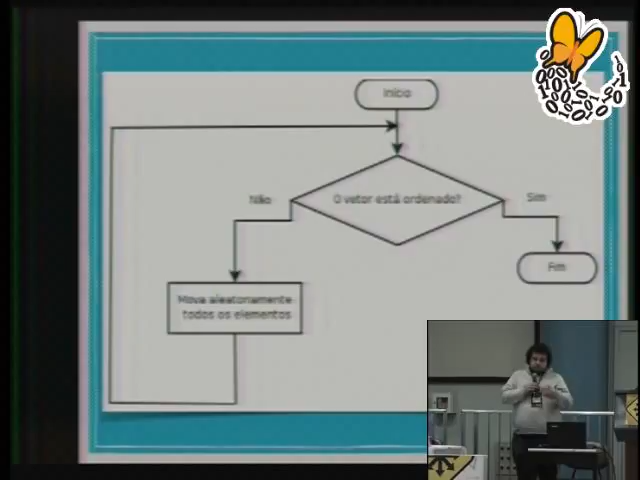 Início
O vetor está ordenado?
Não
Sim
Fim
Mova aleatoriamente
todos os elementos